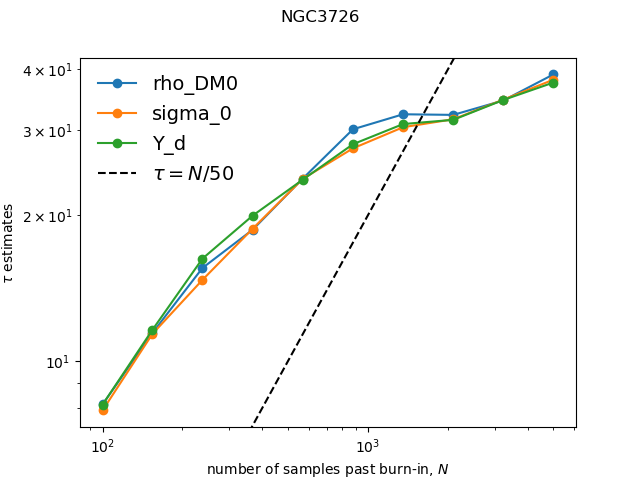 NGC3726
rho_DM0
sigma_0
Y_d
τ = N/50
4 × 10¹
3 × 10¹
2 × 10¹
10¹
τ estimates
10² 10³
number of samples past burn-in, N